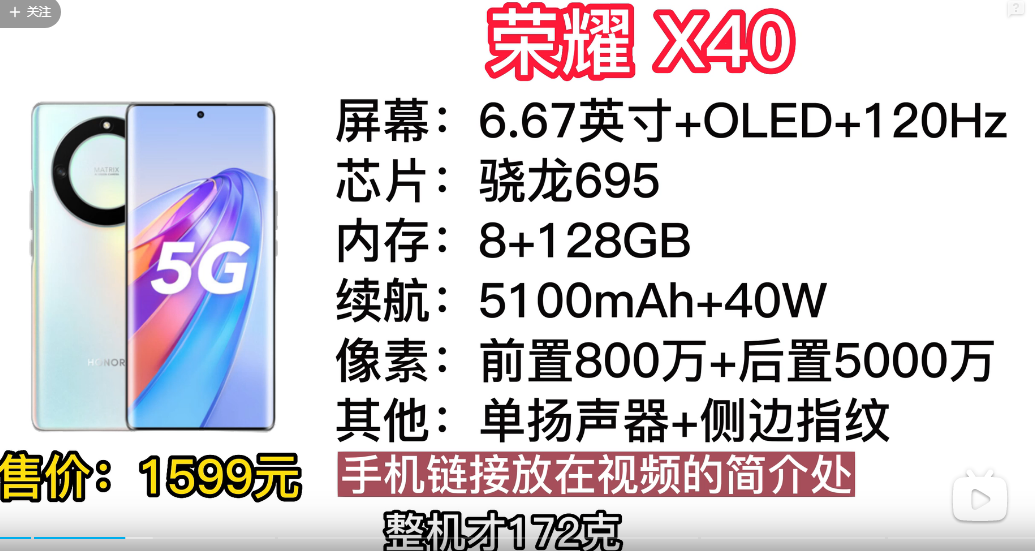 + 关注
荣耀 X40
屏幕：6.67英寸+OLED+120Hz
芯片：骁龙695
内存：8+128GB
续航：5100mAh+40W
像素：前置800万+后置5000万
其他：单扬声器+侧边指纹
MATRIX
5G
HONOR
售价：1599元
手机链接放在视频的简介处
整机才172克